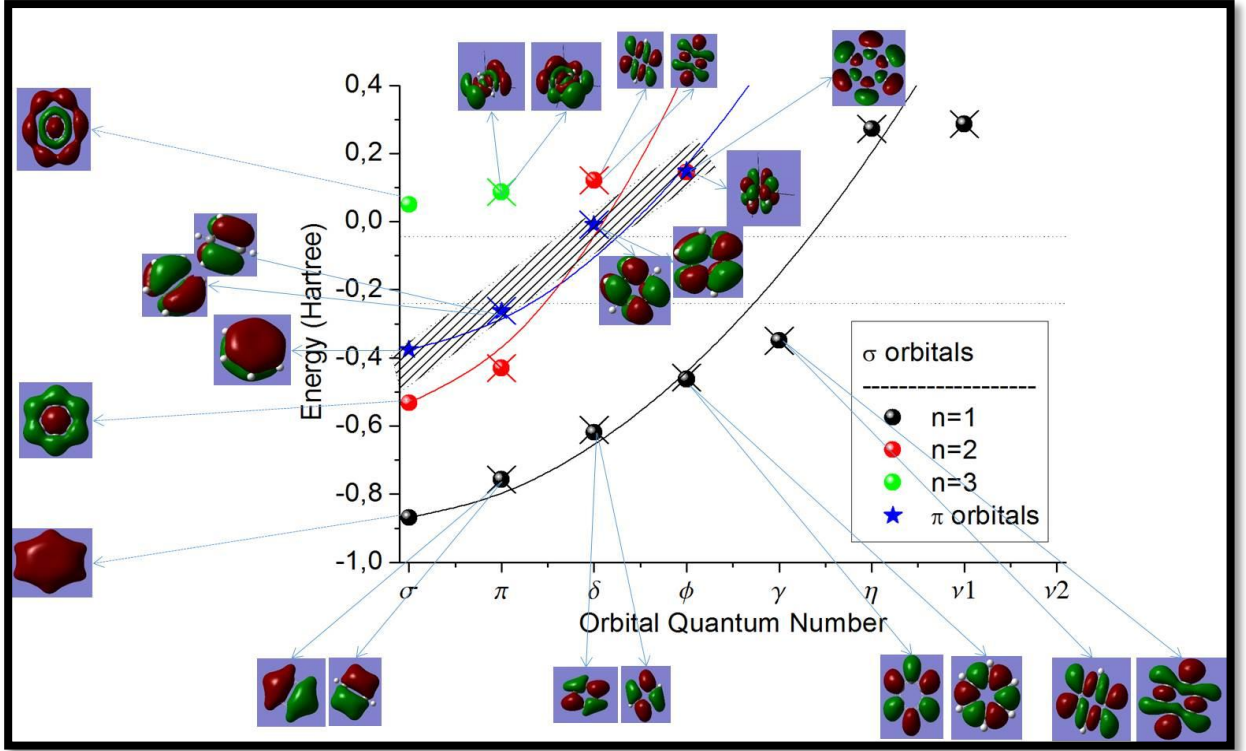 0,4
0,2
0,0
-0,2
-0,4
-0,6
-0,8
-1,0
Energy (Hartree)
σ π δ ϕ γ η ν1 ν2
Orbital Quantum Number
σ orbitals
--------------------
n=1
n=2
n=3
π orbitals